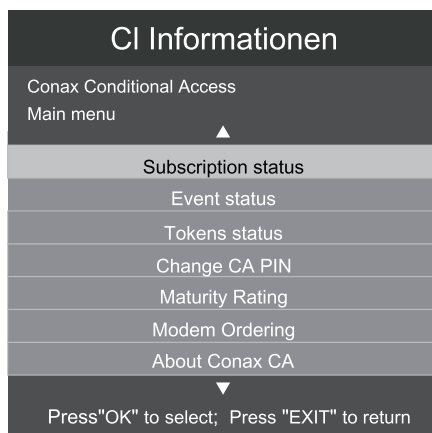 CI Informationen
Conax Conditional Access
Main menu
Subscription status
Event status
Tokens status
Change CA PIN
Maturity Rating
Modem Ordering
About Conax CA
Press"OK" to select; Press "EXIT" to return